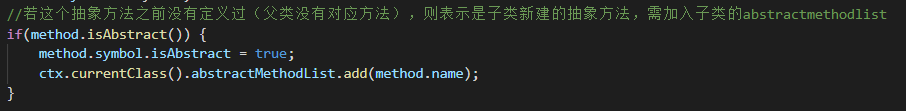 //若这个抽象方法之前没有定义过（父类没有对应方法），则表示是子类新建的抽象方法，需加入子类的abstractmethodlist
if(method.isAbstract()) {
    method.symbol.isAbstract = true;
    ctx.currentClass().abstractMethodList.add(method.name);
}